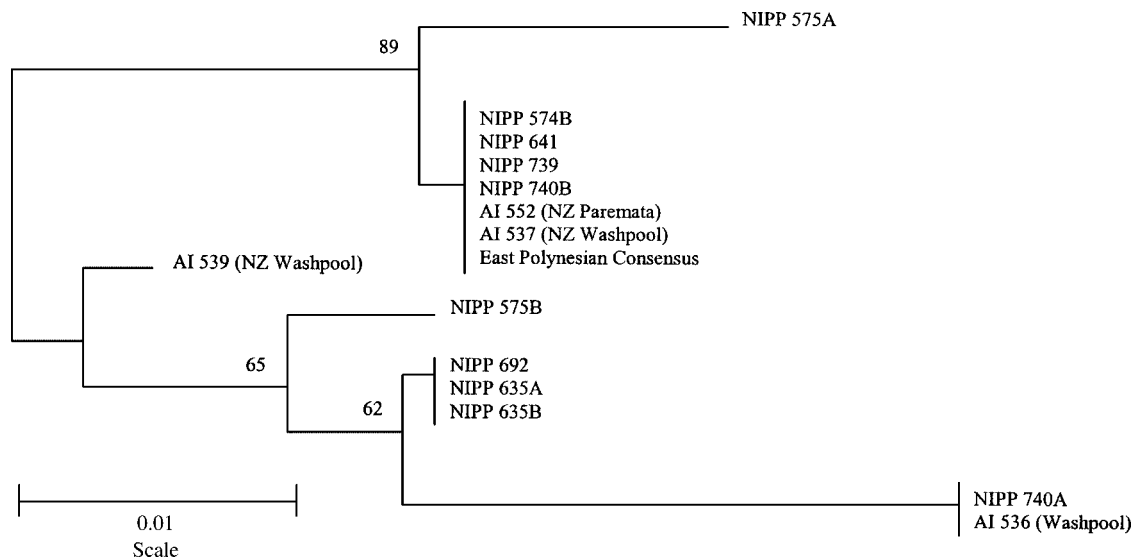 NIPP 575A
89
NIPP 574B
NIPP 641
NIPP 739
NIPP 740B
AI 552 (NZ Paremata)
AI 537 (NZ Washpool)
East Polynesian Consensus
AI 539 (NZ Washpool)
NIPP 575B
65
NIPP 692
NIPP 635A
62
NIPP 635B
NIPP 740A
AI 536 (Washpool)
0.01
Scale